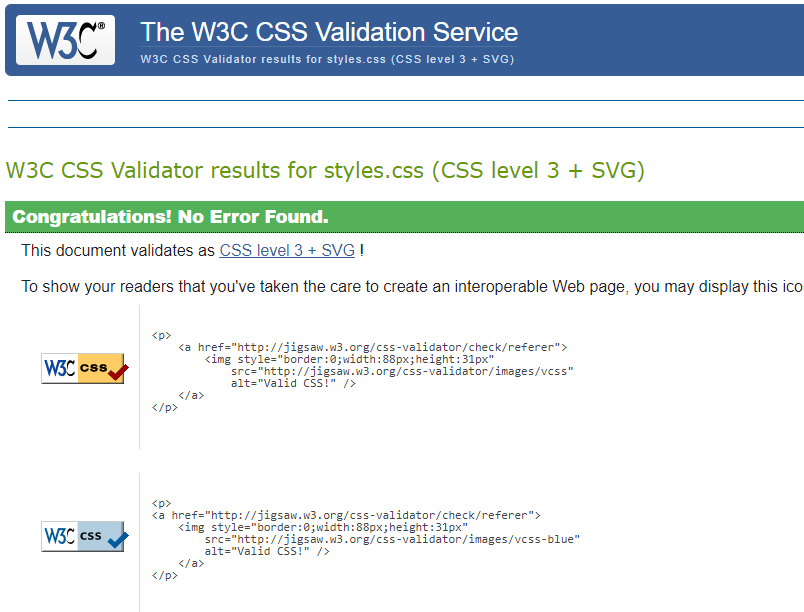 W3C®
The W3C CSS Validation Service
W3C CSS Validator results for styles.css (CSS level 3 + SVG)
W3C CSS Validator results for styles.css (CSS level 3 + SVG)
Congratulations! No Error Found.
This document validates as CSS level 3 + SVG !
To show your readers that you've taken the care to create an interoperable Web page, you may display this ico
W3C css
<p>
<a href="http://jigsaw.w3.org/css-validator/check/referer">
<img style="border:0;width:88px;height:31px"
src="http://jigsaw.w3.org/css-validator/images/vcss"
alt="Valid CSS!" />
</a>
</p>
W3C css
<p>
<a href="http://jigsaw.w3.org/css-validator/check/referer">
<img style="border:0;width:88px;height:31px"
src="http://jigsaw.w3.org/css-validator/images/vcss-blue"
alt="Valid CSS!" />
</a>
</p>